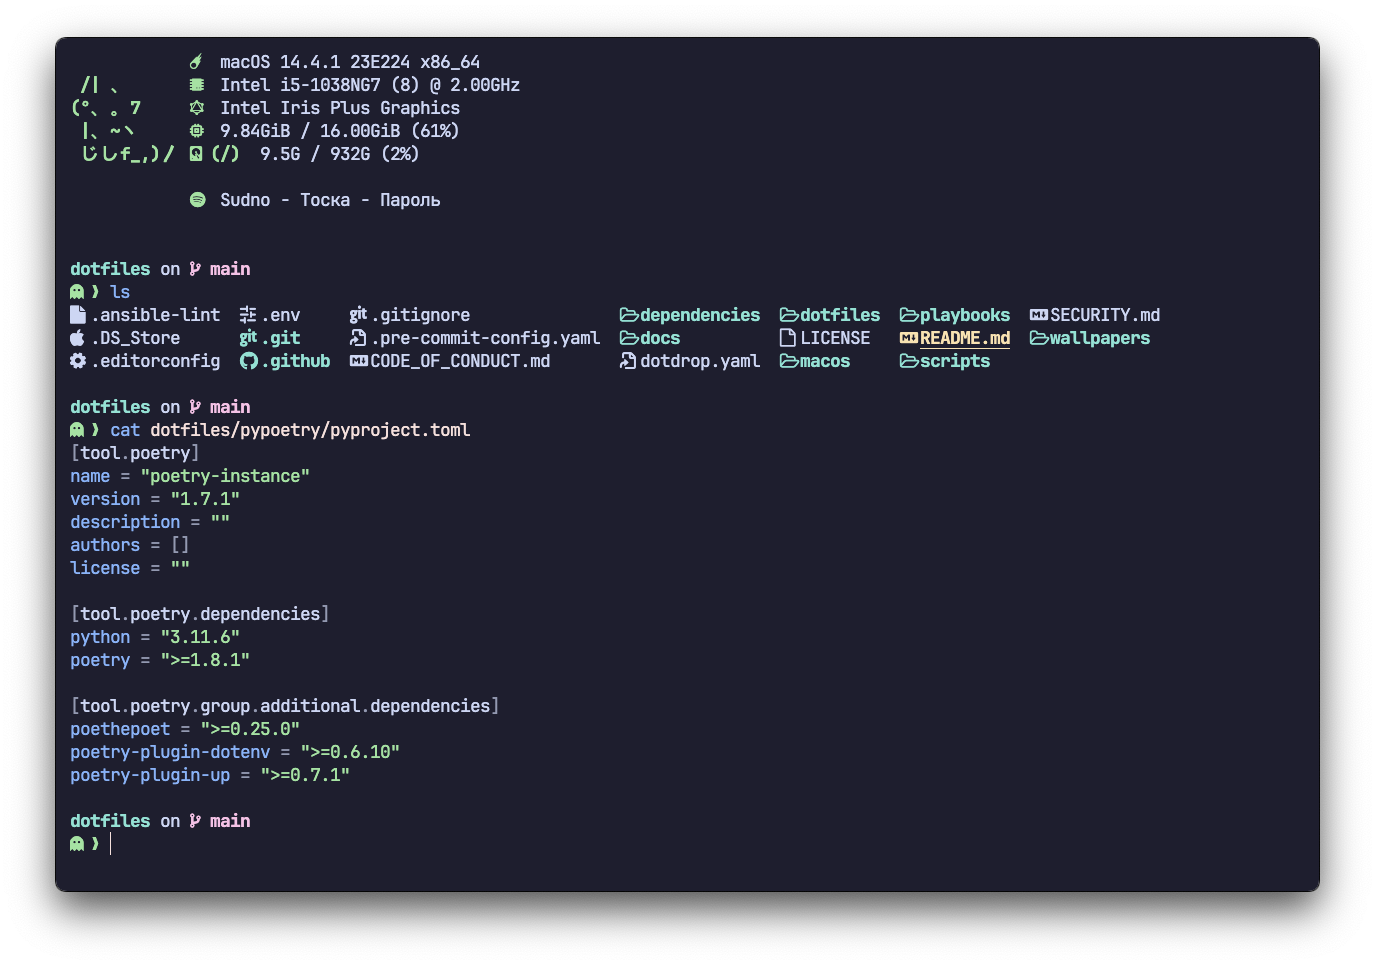 macOS 14.4.1 23E224 x86_64
/| 、 Intel i5-1038NG7 (8) @ 2.00GHz
(°、 。7 Intel Iris Plus Graphics
|、~ヽ 9.84GiB / 16.00GiB (61%)
じしf_,)/ (/) 9.5G / 932G (2%)
Sudno - Тоска - Пароль
dotfiles on main
❯ ls
.ansible-lint .env .gitignore dependencies dotfiles playbooks SECURITY.md
.DS_Store .git .pre-commit-config.yaml docs LICENSE README.md wallpapers
.editorconfig .github CODE_OF_CONDUCT.md dotdrop.yaml macos scripts
dotfiles on main
❯ cat dotfiles/pypoetry/pyproject.toml
[tool.poetry]
name = "poetry-instance"
version = "1.7.1"
description = ""
authors = []
license = ""
[tool.poetry.dependencies]
python = "3.11.6"
poetry = ">=1.8.1"
[tool.poetry.group.additional.dependencies]
poethepoet = ">=0.25.0"
poetry-plugin-dotenv = ">=0.6.10"
poetry-plugin-up = ">=0.7.1"
dotfiles on main
❯